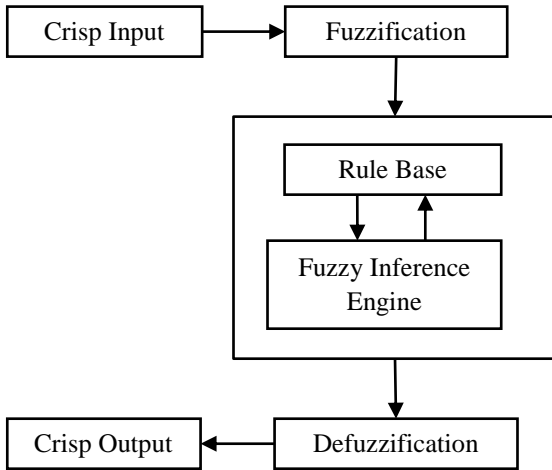 Crisp Input
Fuzzification
Rule Base
Fuzzy Inference
Engine
Crisp Output
Defuzzification